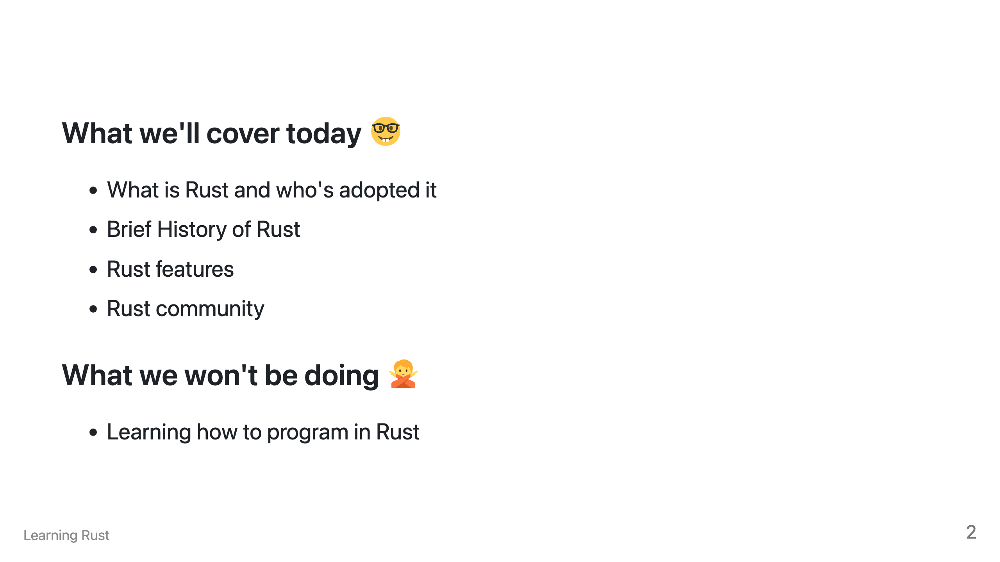 What we'll cover today 🤓
• What is Rust and who's adopted it
• Brief History of Rust
• Rust features
• Rust community
What we won't be doing 🙅
• Learning how to program in Rust
Learning Rust
2